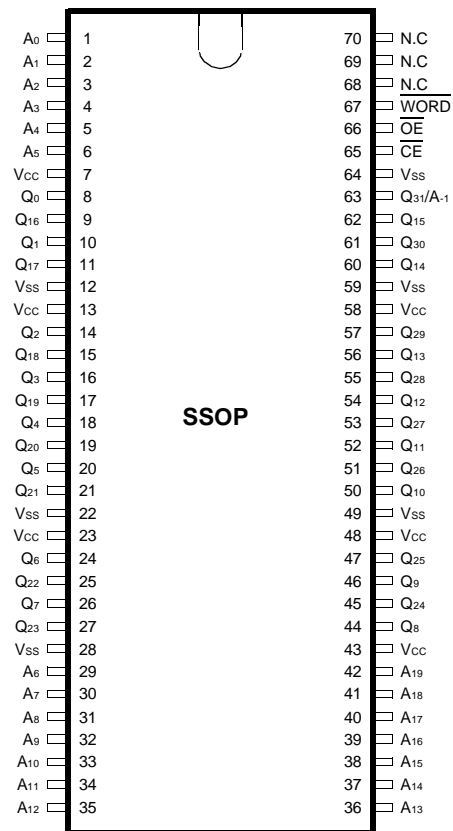 A0 1 70 N.C
A1 2 69 N.C
A2 3 68 N.C
A3 4 67 WORD
A4 5 66 OE
A5 6 65 CE
VCC 7 64 VSS
Q0 8 63 Q31/A-1
Q16 9 62 Q15
Q1 10 61 Q30
Q17 11 60 Q14
VSS 12 59 VSS
VCC 13 58 VCC
Q2 14 57 Q29
Q18 15 56 Q13
Q3 16 55 Q28
Q19 17 54 Q12
Q4 18 SSOP 53 Q27
Q20 19 52 Q11
Q5 20 51 Q26
Q21 21 50 Q10
VSS 22 49 VSS
VCC 23 48 VCC
Q6 24 47 Q25
Q22 25 46 Q9
Q7 26 45 Q24
Q23 27 44 Q8
VSS 28 43 VCC
A6 29 42 A19
A7 30 41 A18
A8 31 40 A17
A9 32 39 A16
A10 33 38 A15
A11 34 37 A14
A12 35 36 A13